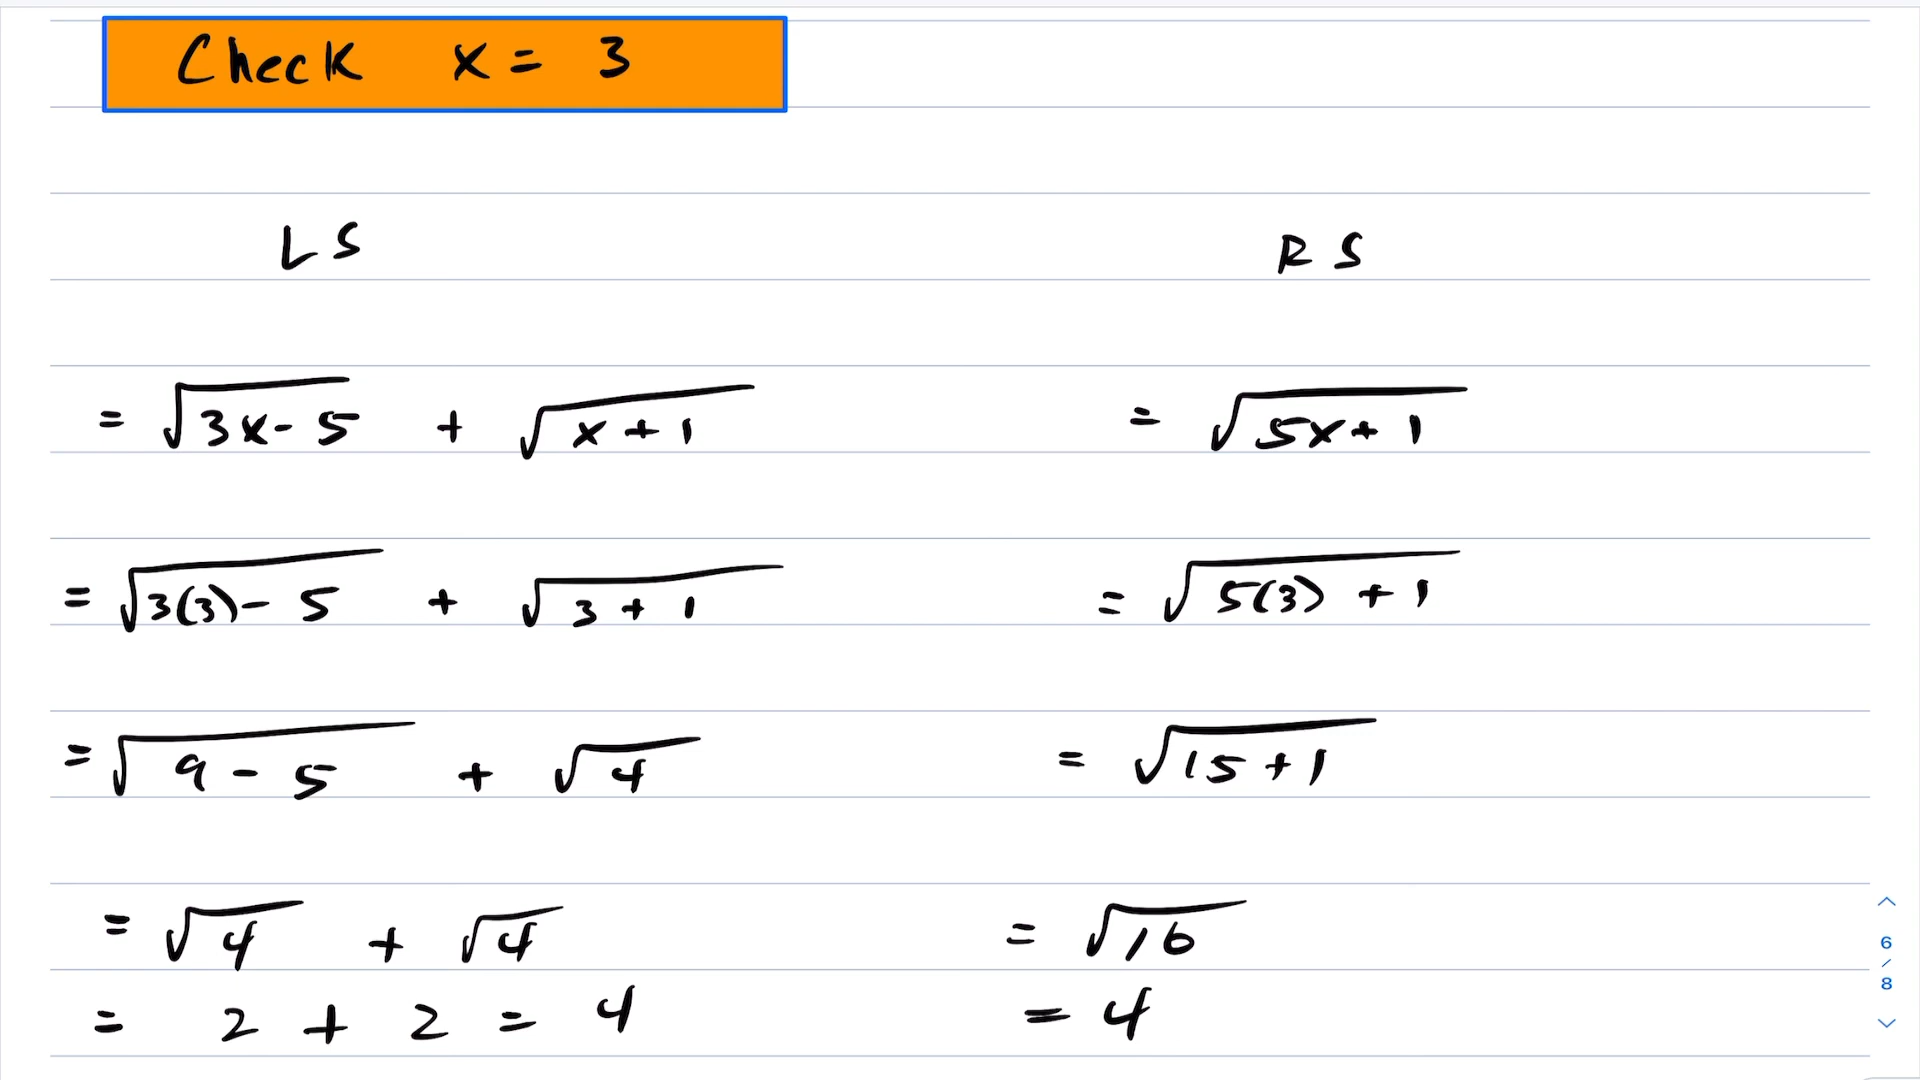 Check x = 3
LS
RS
= √(3x - 5) + √(x + 1)
= √(5x + 1)
= √(3(3) - 5) + √(3 + 1)
= √(5(3) + 1)
= √(9 - 5) + √4
= √(15 + 1)
= √4 + √4
= √16
= 2 + 2 = 4
= 4
6
/
8